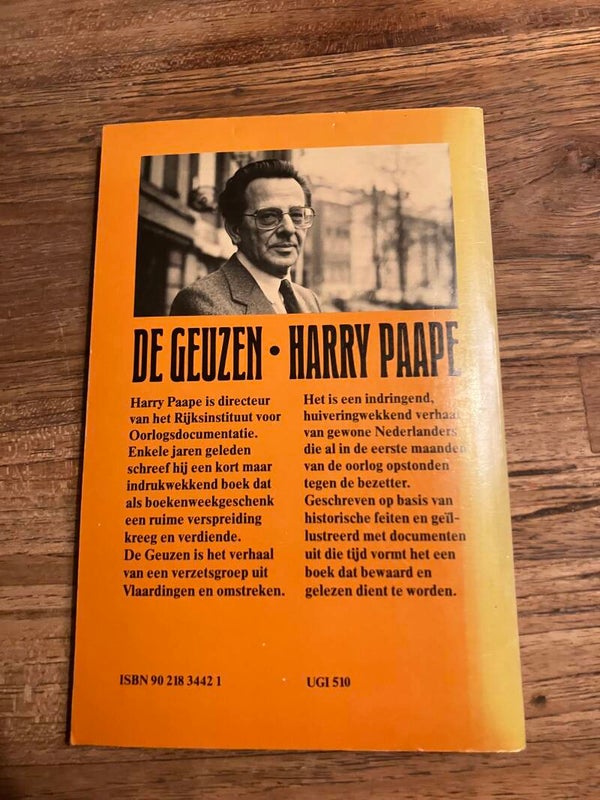 DE GEUZEN • HARRY PAAPE
Harry Paape is directeur
van het Rijksinstituut voor
Oorlogsdocumentatie.
Enkele jaren geleden
schreef hij een kort maar
indrukwekkend boek dat
als boekenweekgeschenk
een ruime verspreiding
kreeg en verdiende.
De Geuzen is het verhaal
van een verzetsgroep uit
Vlaardingen en omstreken.
Het is een indringend,
huiveringwekkend verhaal
van gewone Nederlanders
die al in de eerste maanden
van de oorlog opstonden
tegen de bezetter.
Geschreven op basis van
historische feiten en geïl-
lustreerd met documenten
uit die tijd vormt het een
boek dat bewaard en
gelezen dient te worden.
ISBN 90 218 3442 1
UGI 510